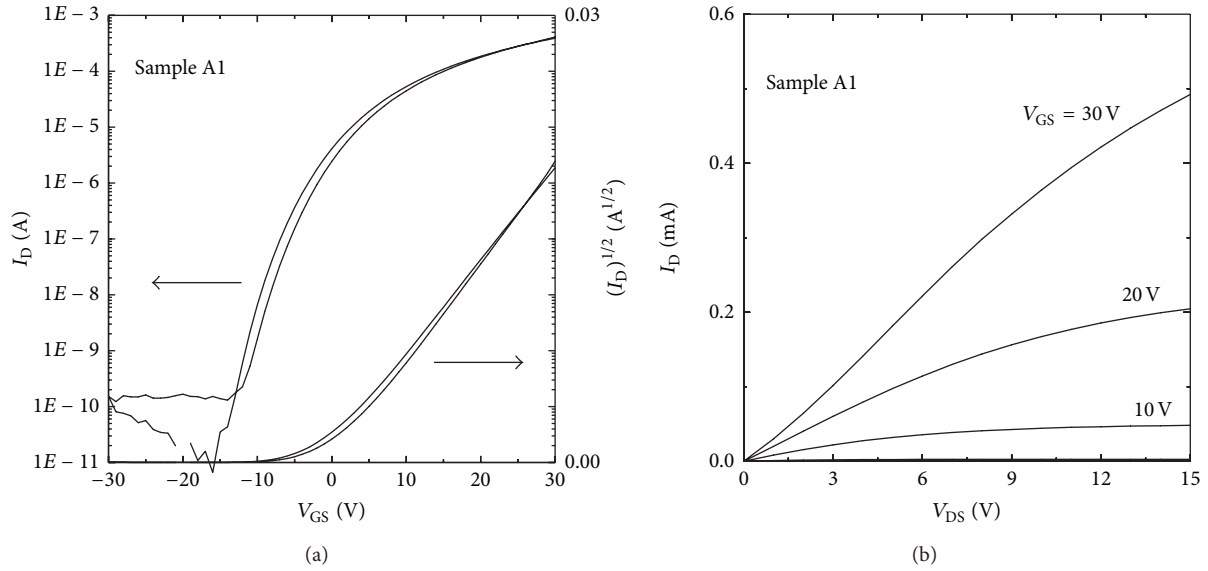 1E − 3
1E − 4
1E − 5
1E − 6
1E − 7
1E − 8
1E − 9
1E − 10
1E − 11
I_D (A)
Sample A1
−30 −20 −10 0 10 20 30
V_GS (V)
0.03
0.00
(I_D)^{1/2} (A^{1/2})
(a)
0.6
0.4
0.2
0.0
I_D (mA)
Sample A1
V_GS = 30 V
20 V
10 V
0 3 6 9 12 15
V_DS (V)
(b)